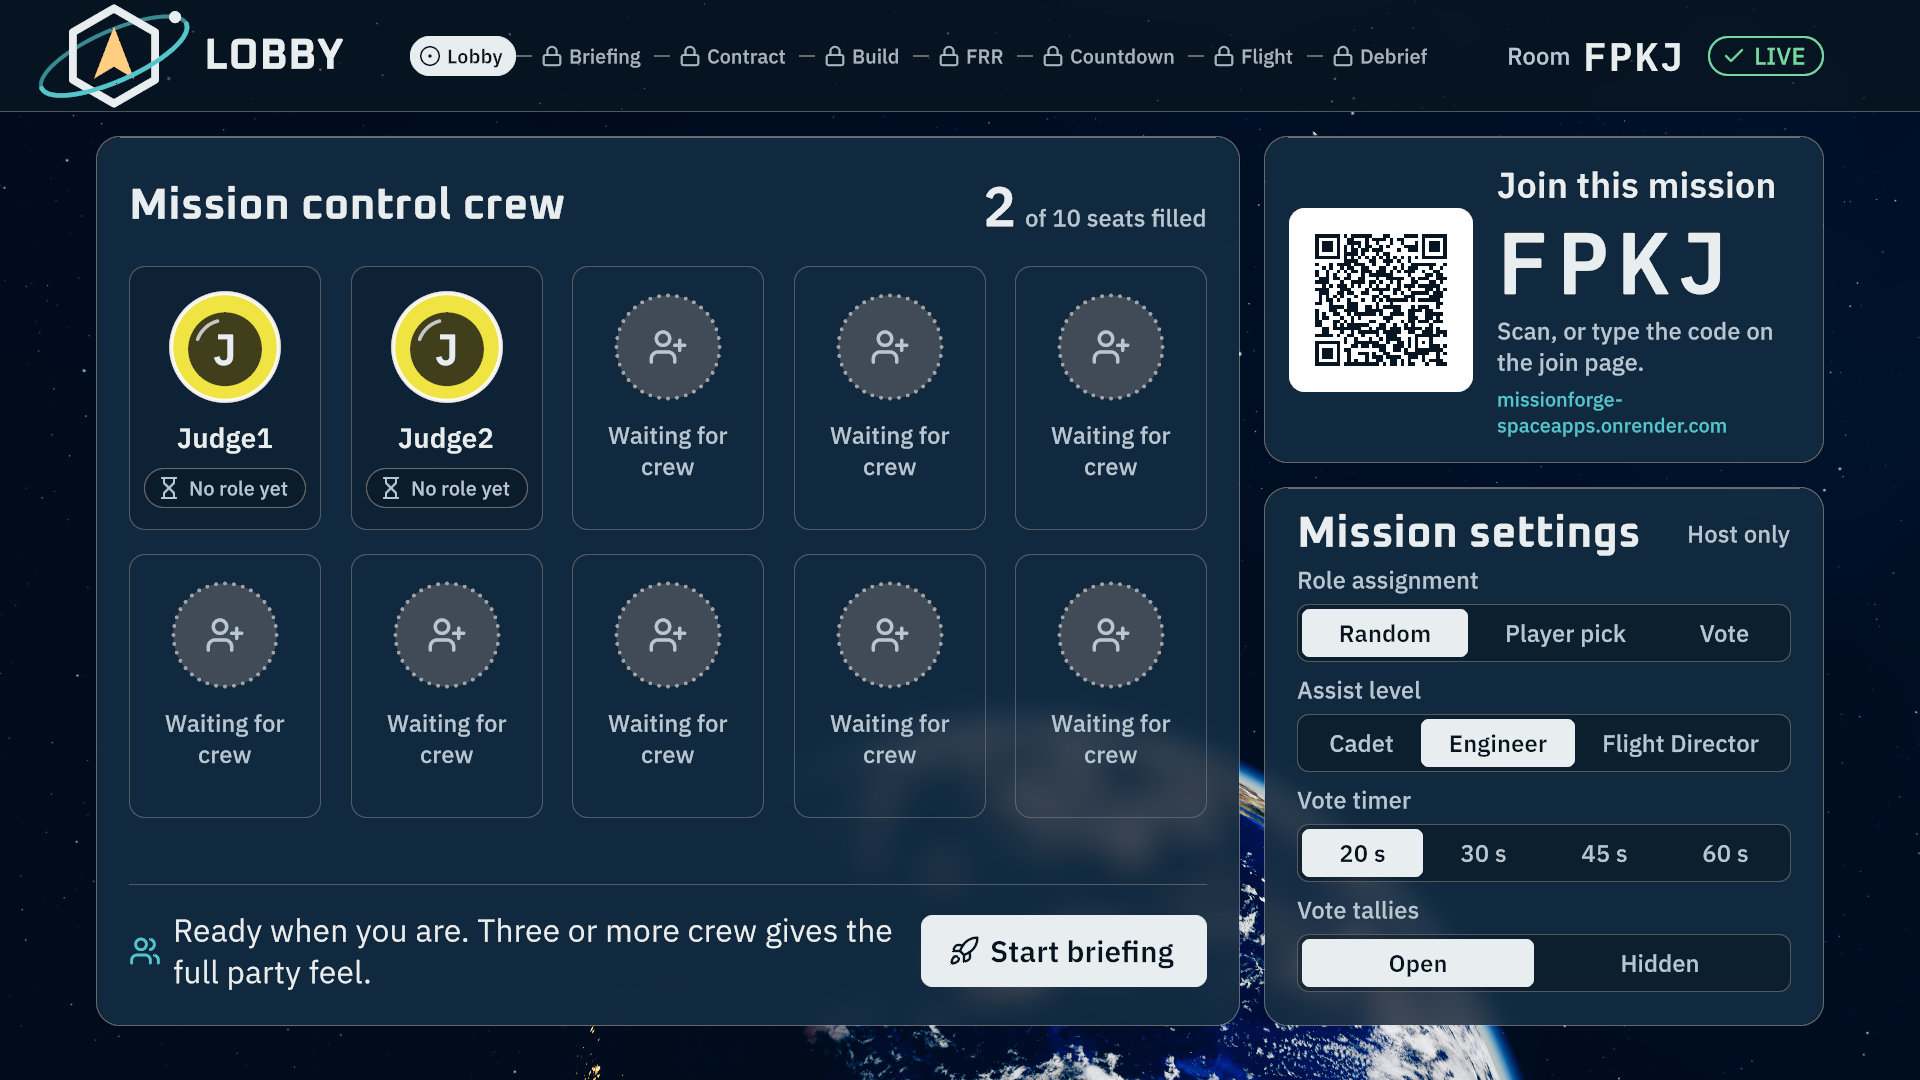 LOBBY
Lobby
Briefing
Contract
Build
FRR
Countdown
Flight
Debrief
Room FPKJ
LIVE
Mission control crew
2 of 10 seats filled
J
Judge1
No role yet
J
Judge2
No role yet
Waiting for
crew
Waiting for
crew
Waiting for
crew
Waiting for
crew
Waiting for
crew
Waiting for
crew
Waiting for
crew
Waiting for
crew
Ready when you are. Three or more crew gives the
full party feel.
Start briefing
Join this mission
FPKJ
Scan, or type the code on
the join page.
missionforge-
spaceapps.onrender.com
Mission settings
Host only
Role assignment
Random
Player pick
Vote
Assist level
Cadet
Engineer
Flight Director
Vote timer
20 s
30 s
45 s
60 s
Vote tallies
Open
Hidden